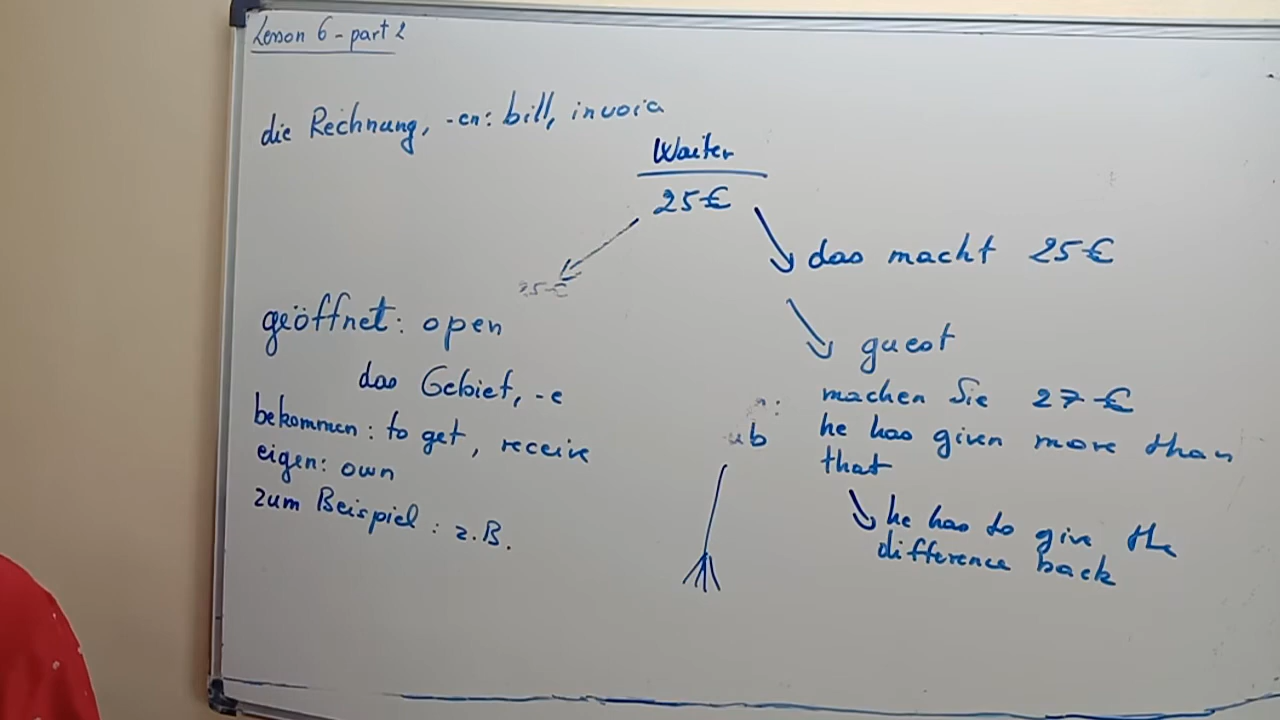 Lesson 6 - part 2
die Rechnung, -en: bill, invoice
Waiter
25€
das macht 25€
25€
geöffnet: open
guest
das Gebiet, -e
machen Sie 27€
bekommen: to get, receive
he has given more than
that
ub
eigen: own
zum Beispiel: z.B.
he has to give the
difference back